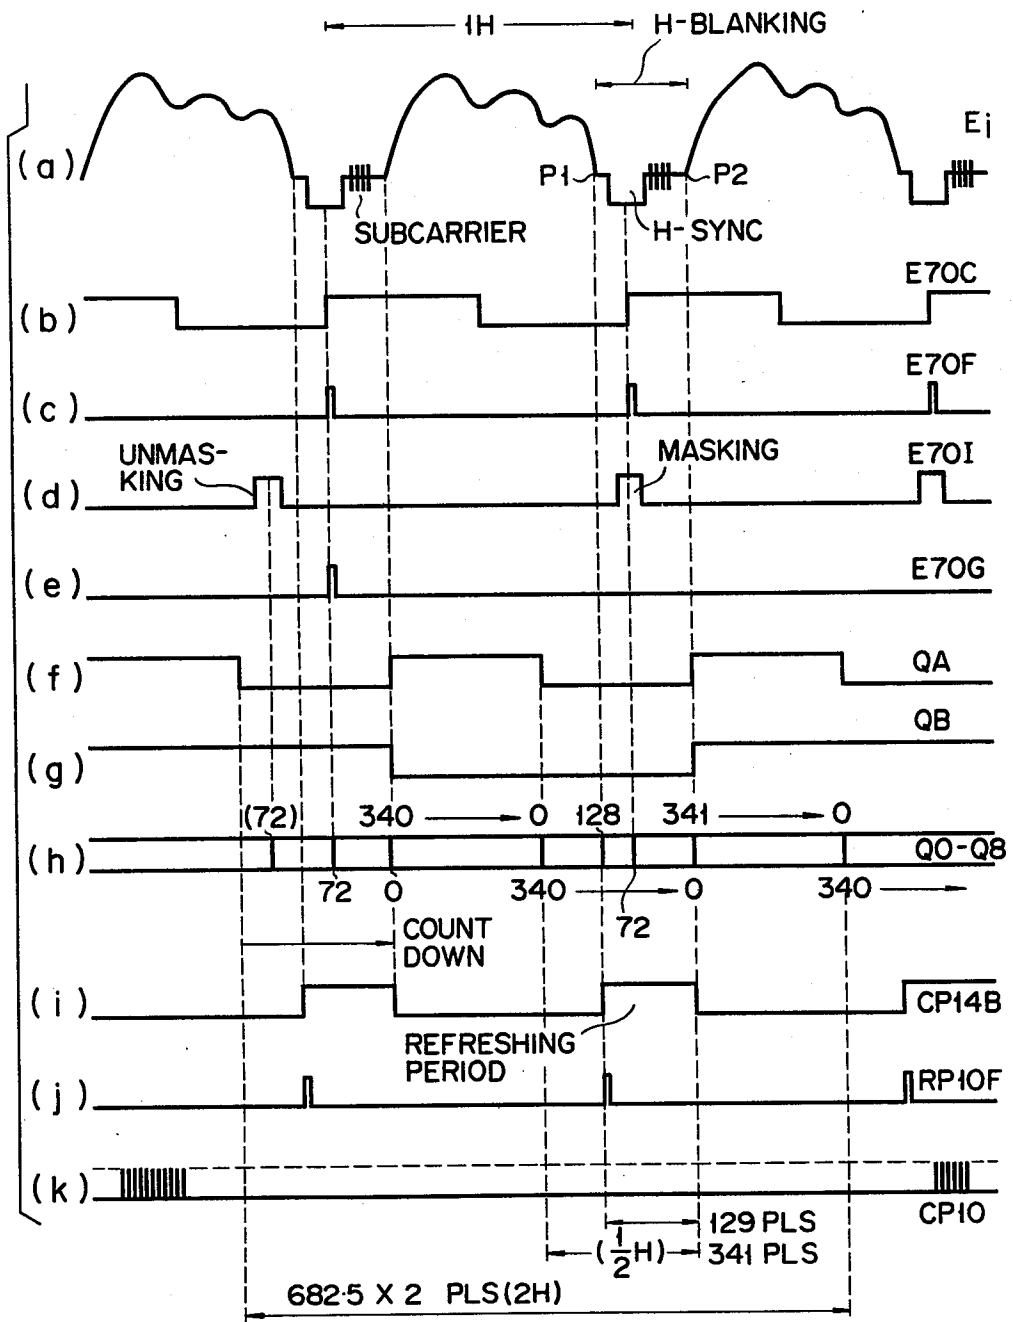 1H
H-BLANKING
(a)
Ei
P1
P2
SUBCARRIER
H-SYNC
(b)
E70C
(c)
E70F
UNMAS-
KING
MASKING
(d)
E70I
(e)
E70G
(f)
QA
(g)
QB
(72) 340 0 128 341 0
(h)
Q0-Q8
72 0 340 0 340
72
COUNT
DOWN
(i)
CP14B
REFRESHING
PERIOD
(j)
RP10F
(k)
CP10
129 PLS
(1/2H) 341 PLS
682·5 X 2 PLS(2H)